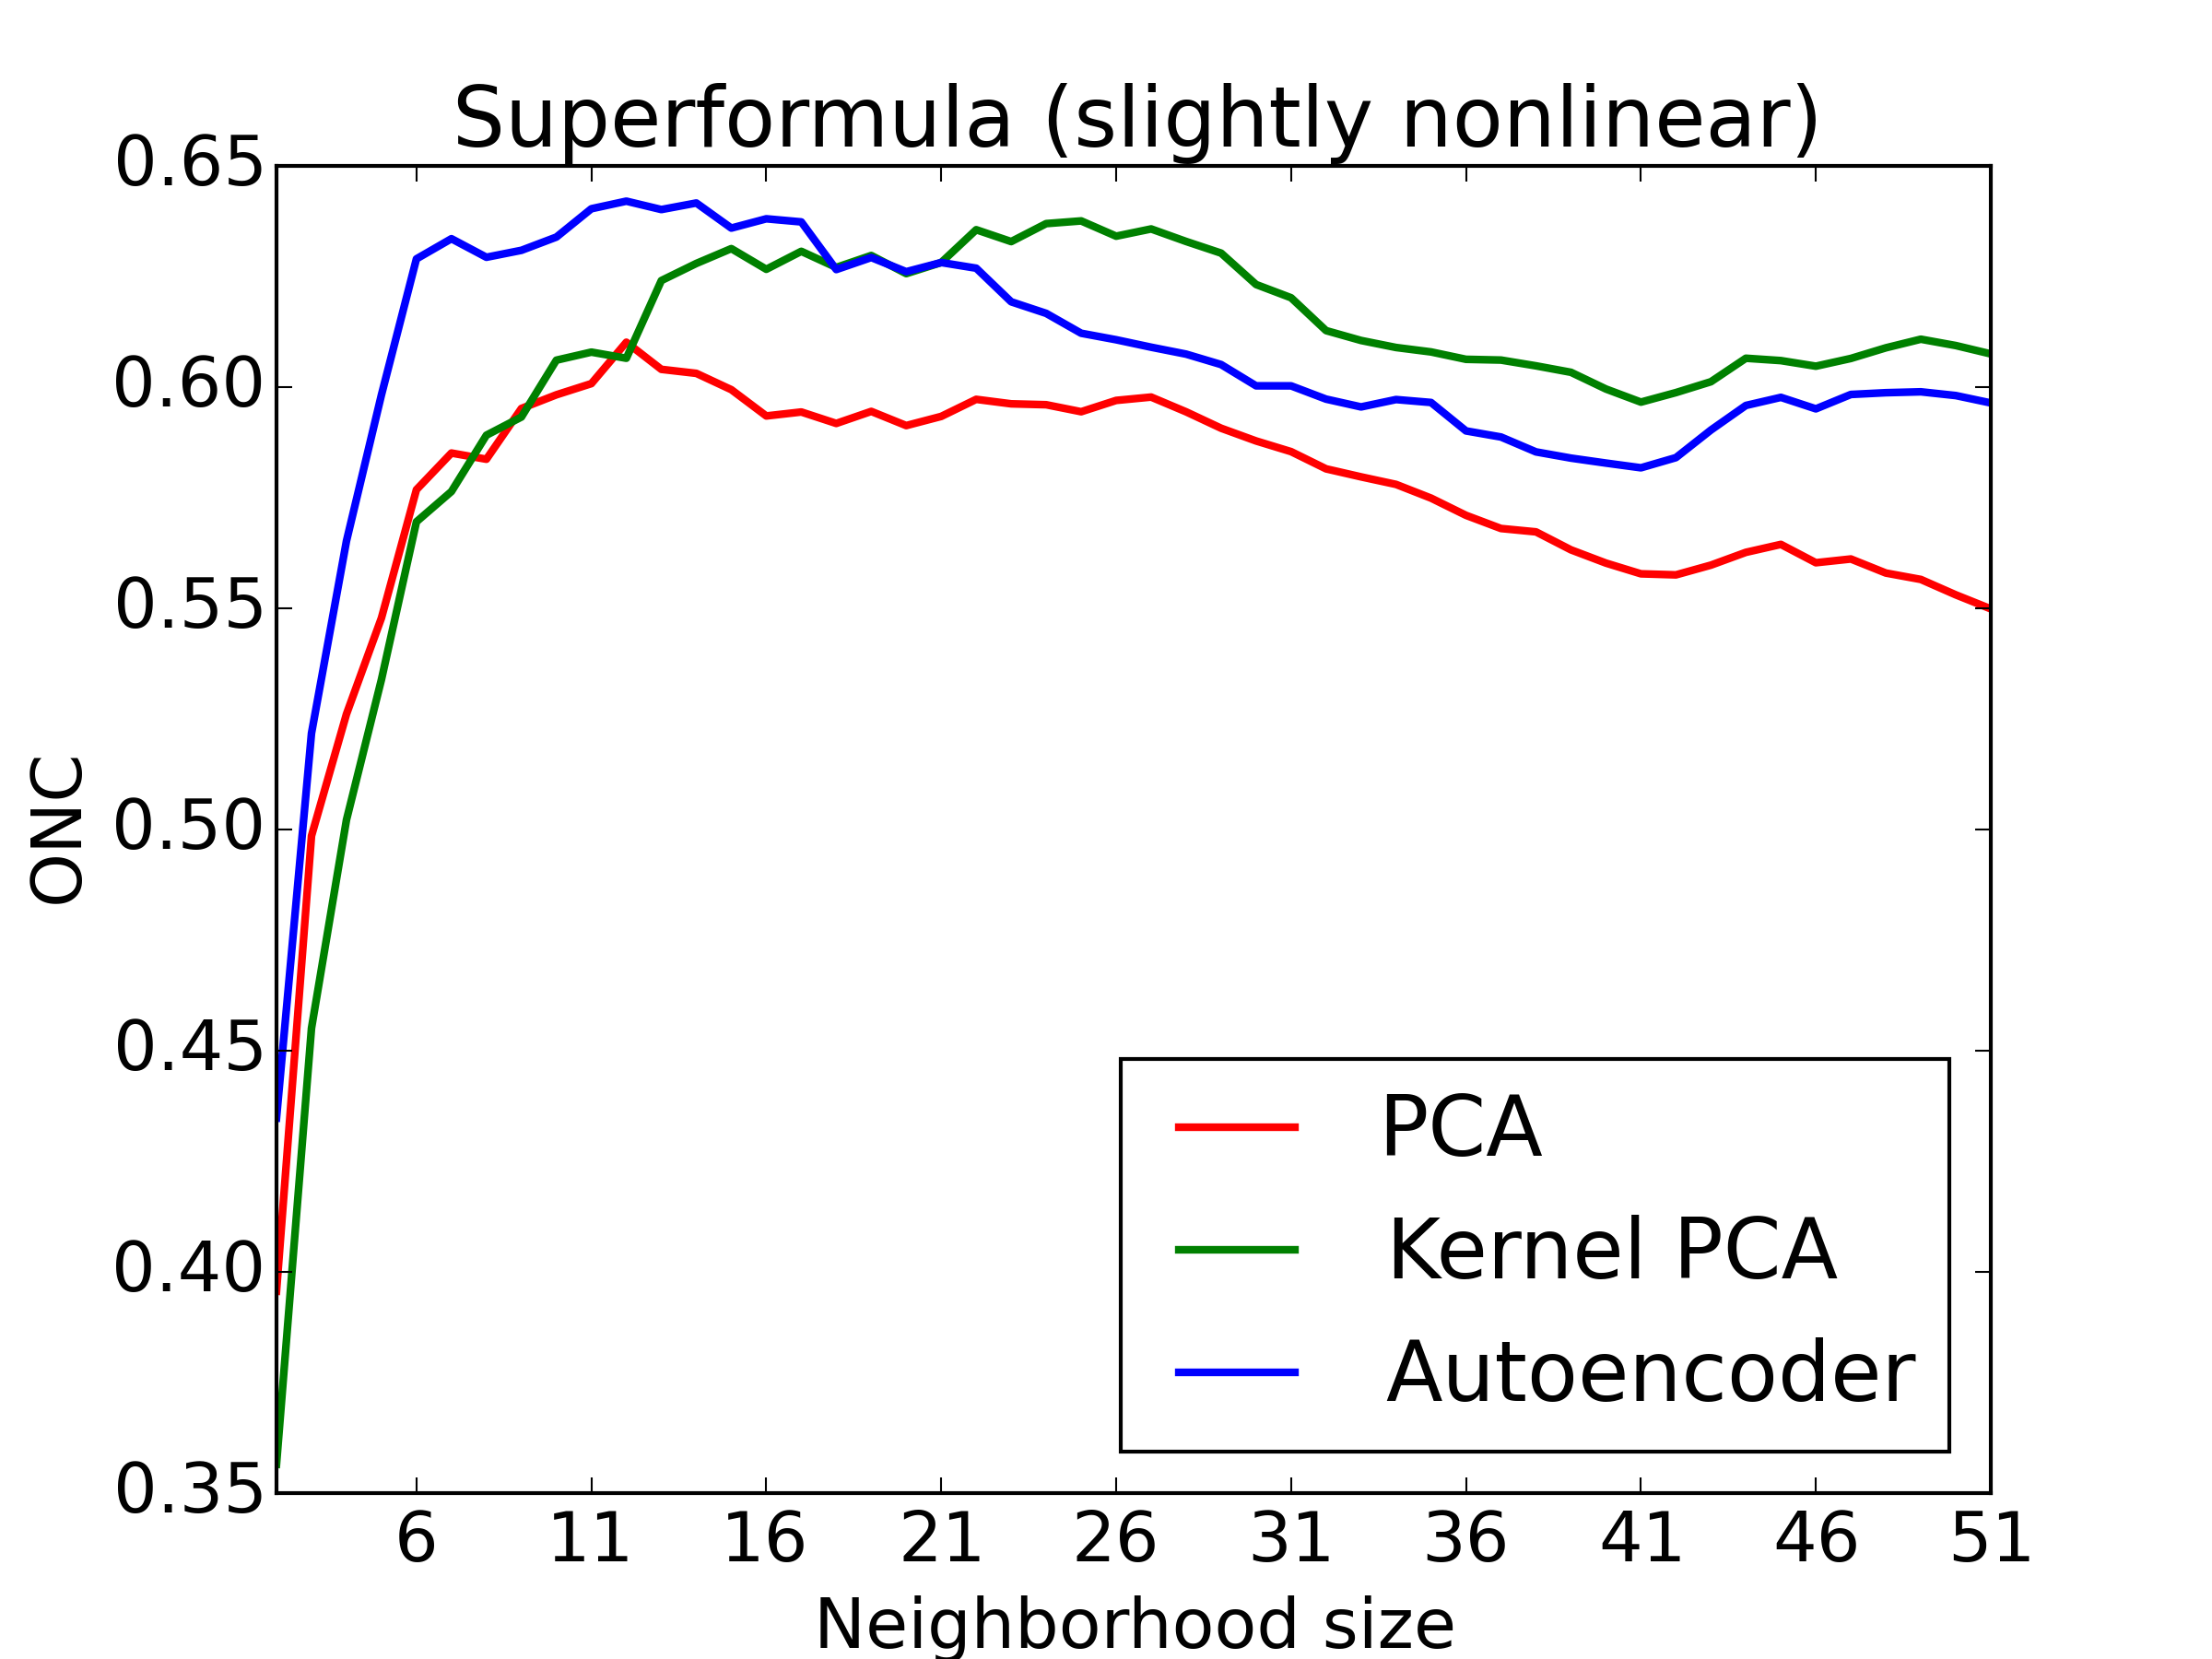 Superformula (slightly nonlinear)
0.65
0.60
0.55
0.50
0.45
0.40
0.35
ONC
6 11 16 21 26 31 36 41 46 51
Neighborhood size
PCA
Kernel PCA
Autoencoder